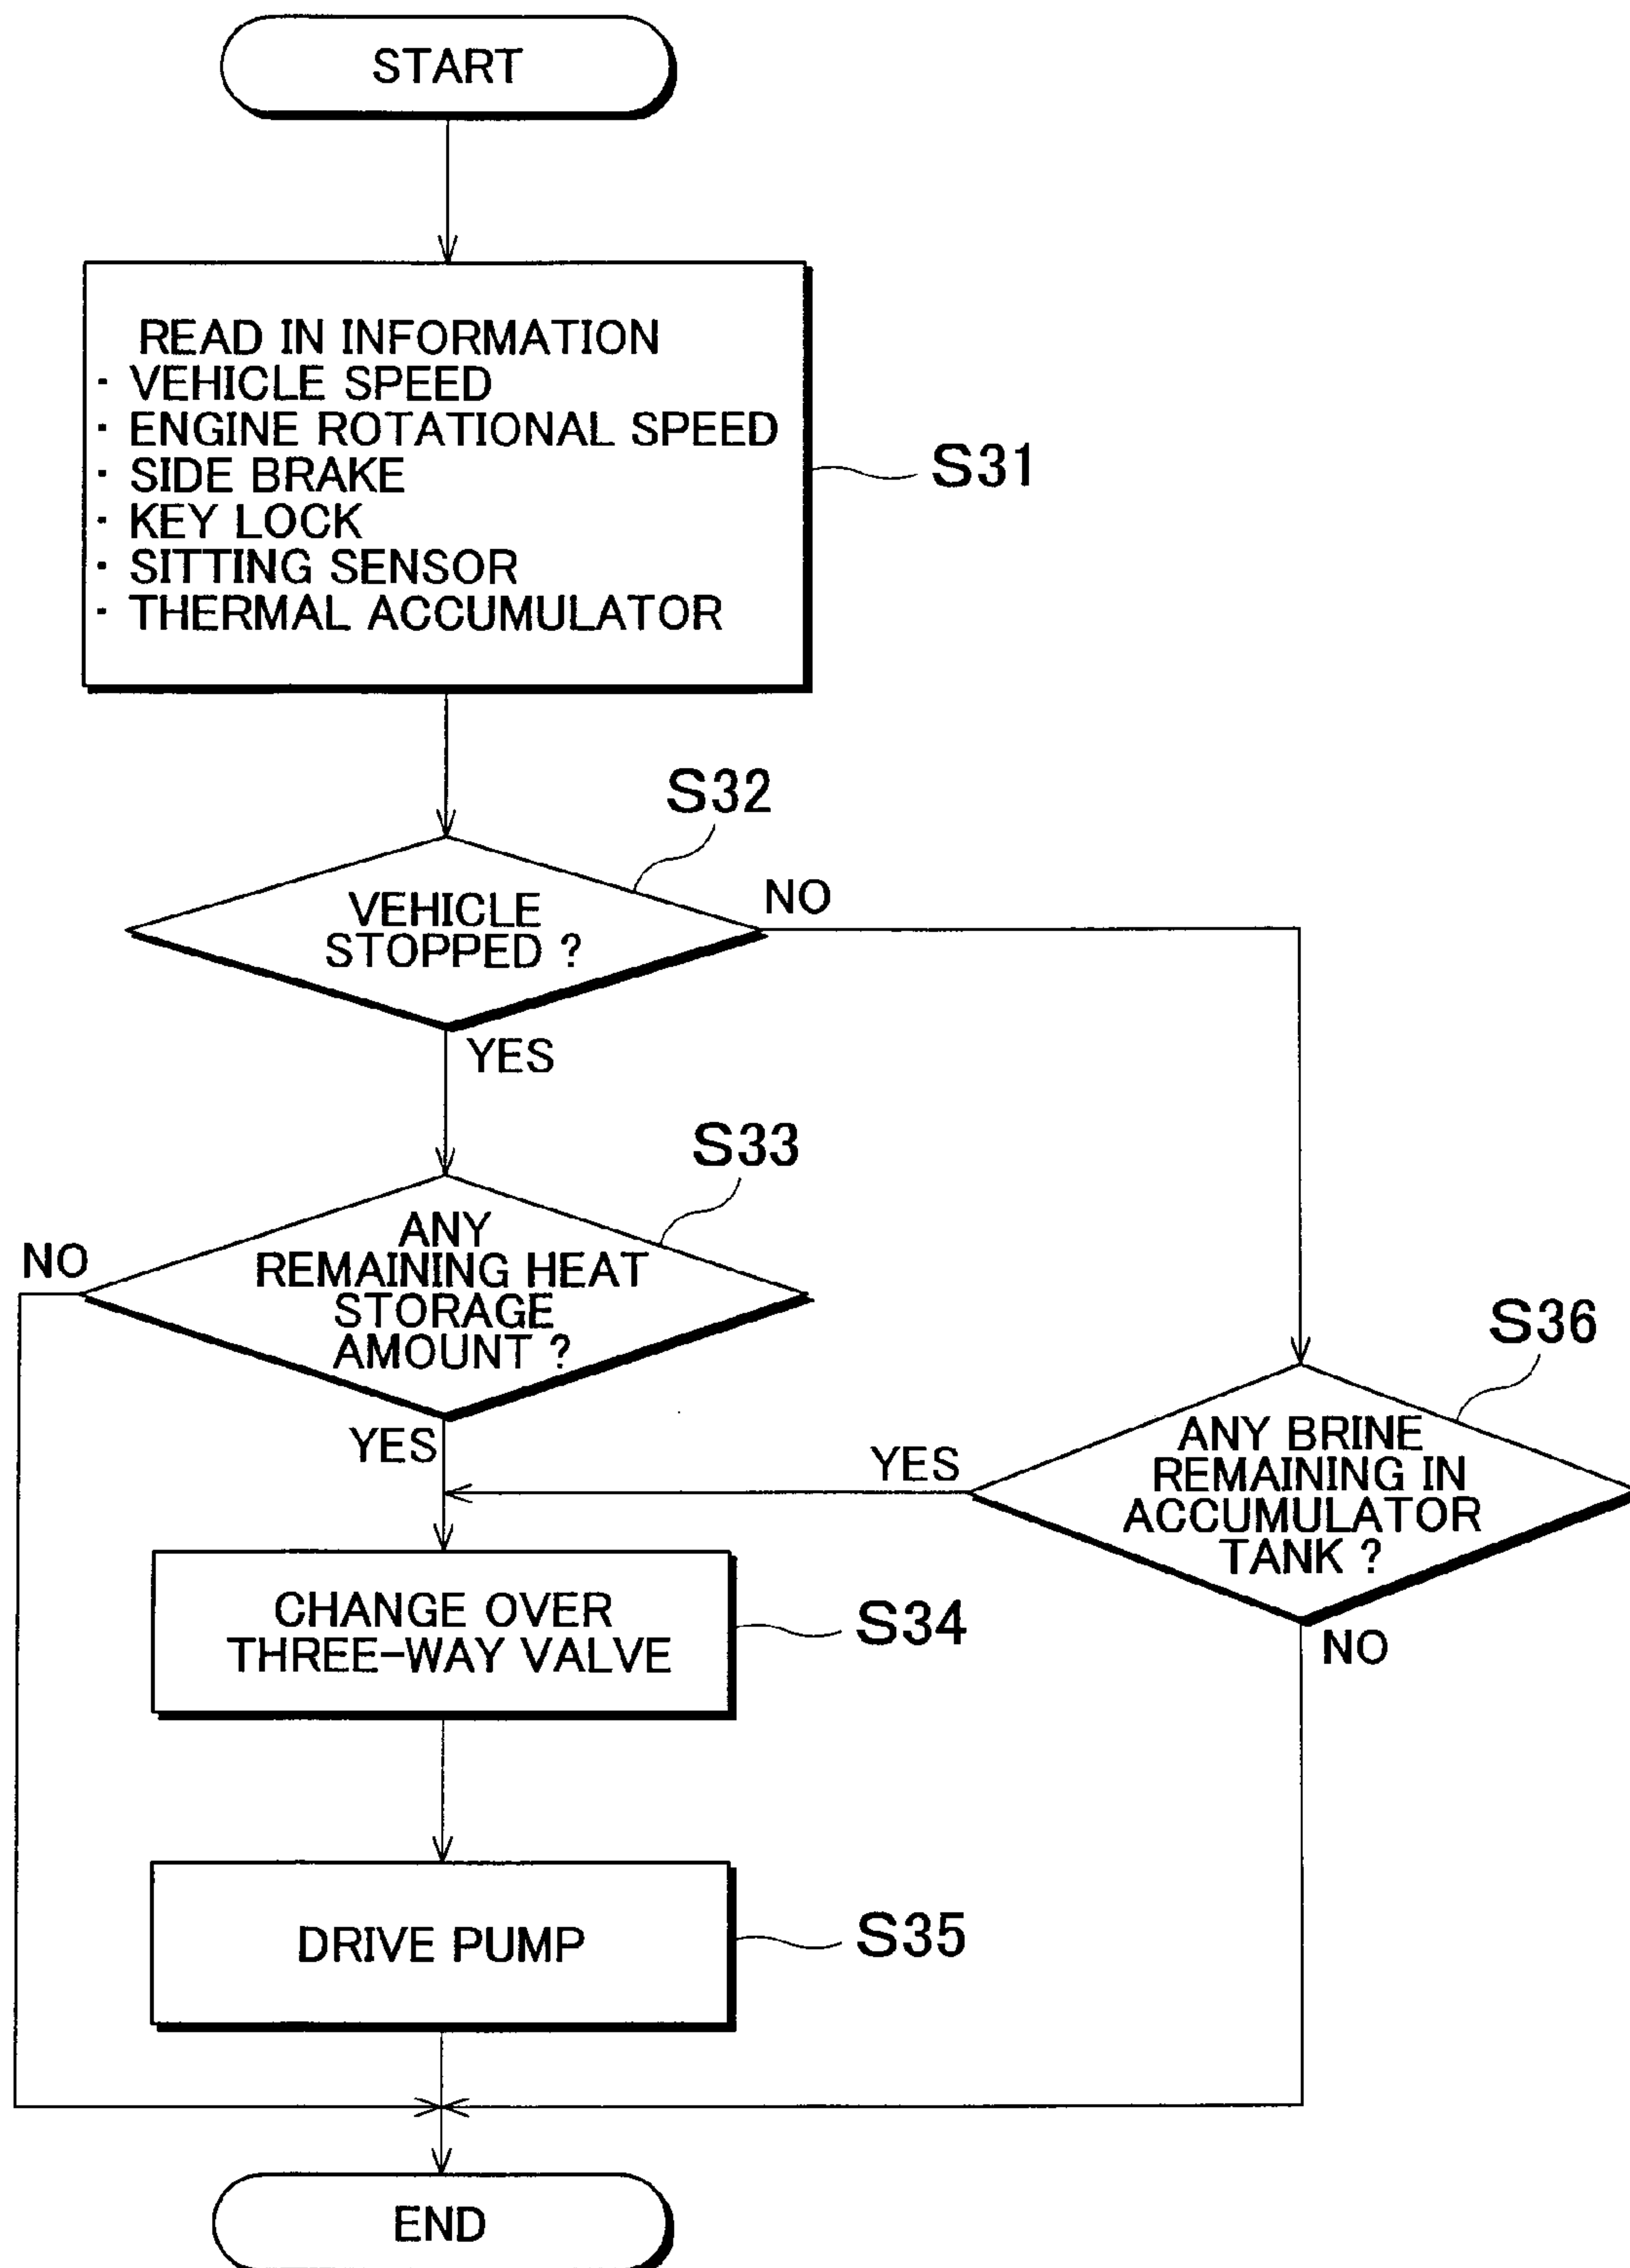 START
READ IN INFORMATION
· VEHICLE SPEED
· ENGINE ROTATIONAL SPEED
· SIDE BRAKE
· KEY LOCK
· SITTING SENSOR
· THERMAL ACCUMULATOR
S31
S32
VEHICLE
STOPPED ?
NO
YES
S33
ANY
REMAINING HEAT
STORAGE
AMOUNT ?
NO
YES
S36
ANY BRINE
REMAINING IN
ACCUMULATOR
TANK ?
YES
NO
CHANGE OVER
THREE-WAY VALVE
S34
DRIVE PUMP
S35
END